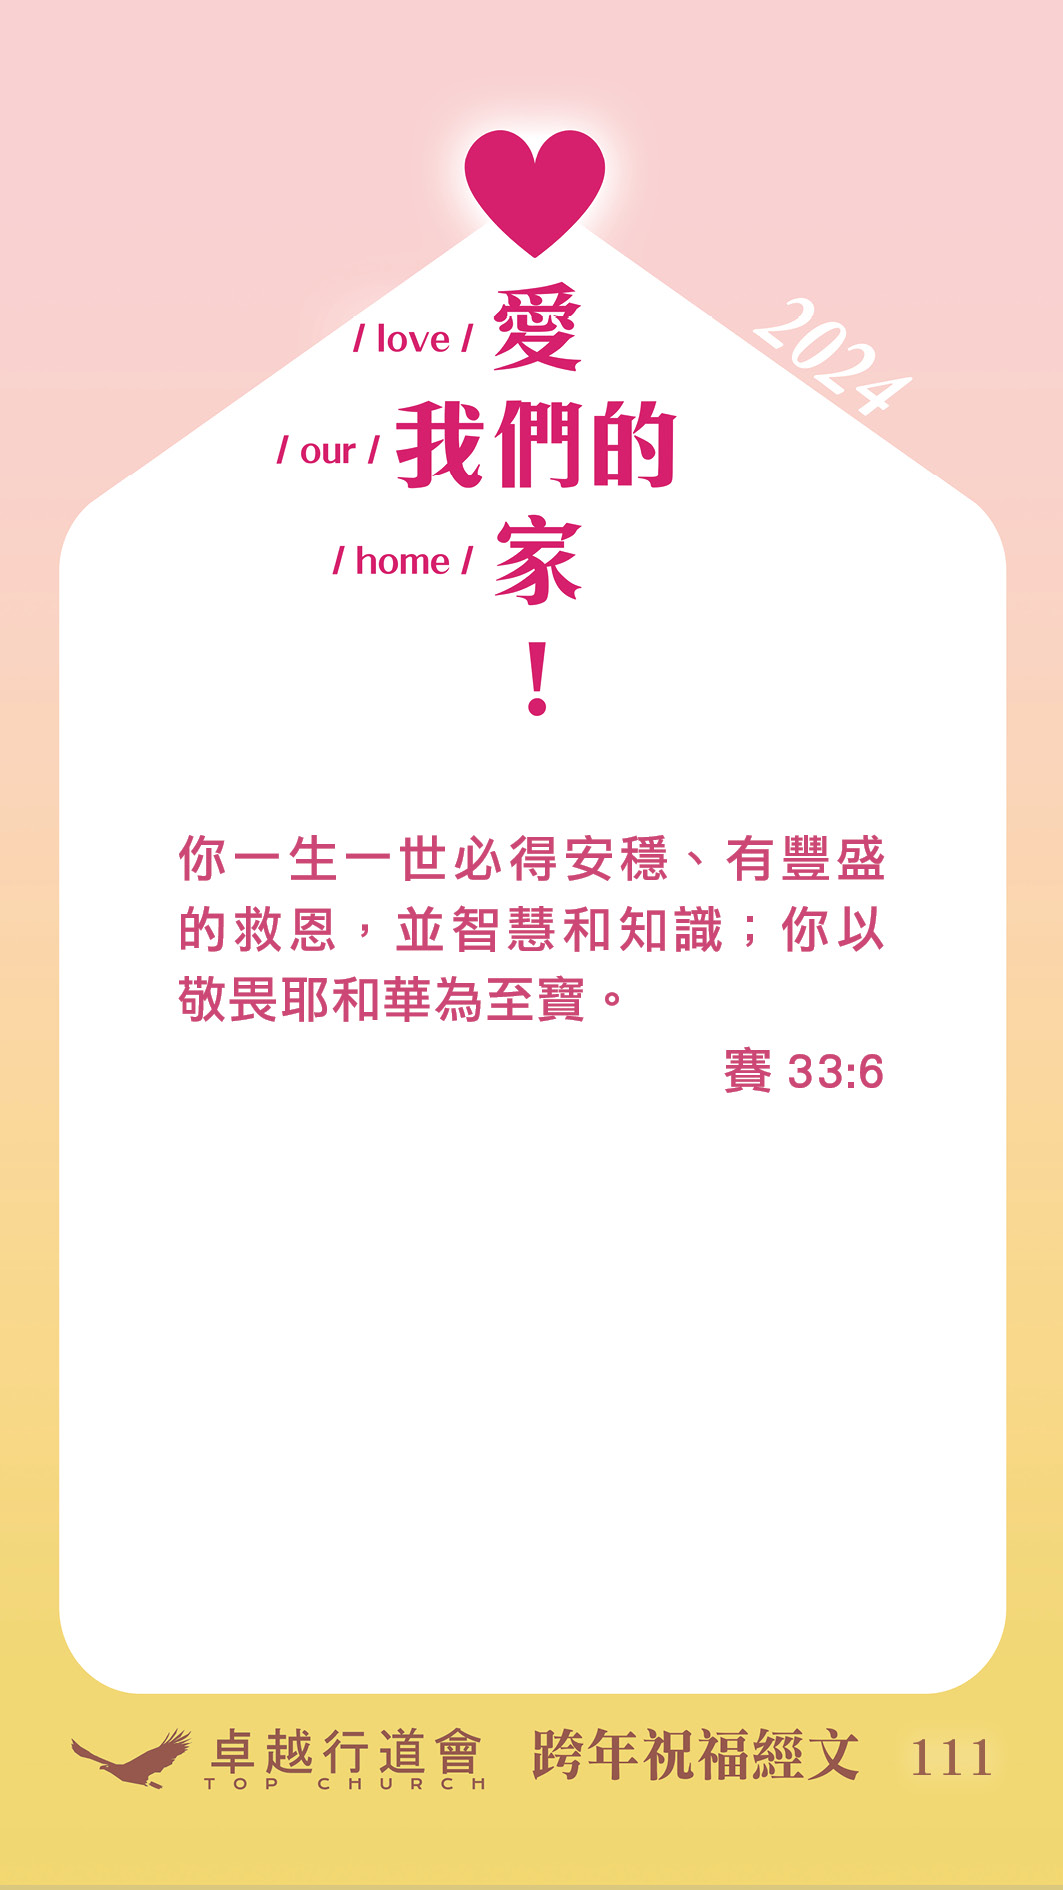 / love / 愛
2024
/ our / 我們的
/ home / 家
!
你一生一世必得安穩、有豐盛
的救恩，並智慧和知識；你以
敬畏耶和華為至寶。
賽 33:6
卓越行道會 跨年祝福經文 111
TOP CHURCH